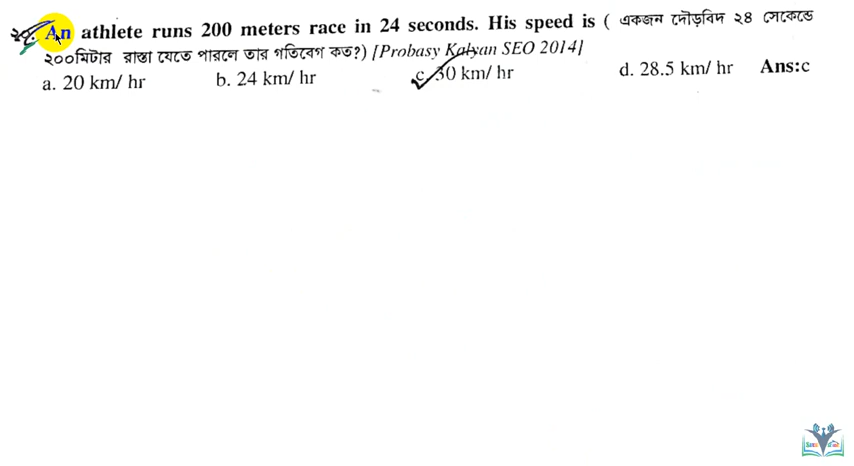 ২৮. An athlete runs 200 meters race in 24 seconds. His speed is ( একজন দৌড়বিদ ২৪ সেকেন্ডে
২০০মিটার রাস্তা যেতে পারলে তার গতিবেগ কত?) [Probasy Kalyan SEO 2014]
a. 20 km/ hr b. 24 km/ hr c. 30 km/ hr d. 28.5 km/ hr Ans:c